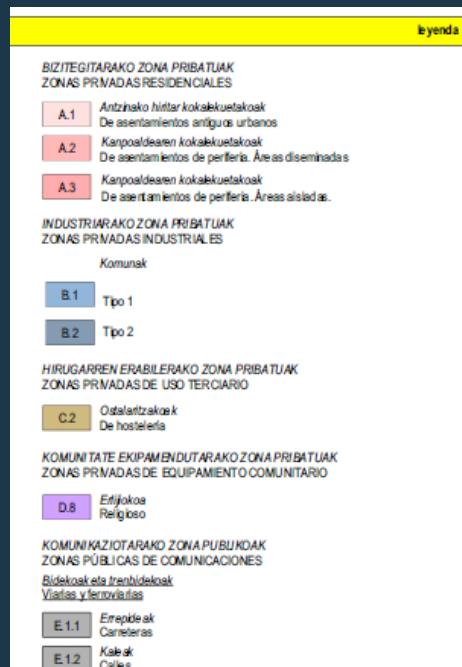 leyenda
BIZITEGITARAKO ZONA PRIBATUAK
ZONAS PRIVADAS RESIDENCIALES
A.1 Antzinako hiritar kokalekuetakoak
De asentamientos antiguos urbanos
A.2 Kanpoaldearen kokalekuetakoak
De asentamientos de periferia. Áreas diseminadas
A.3 Kanpoaldearen kokalekuetakoak
De asentamientos de periferia. Áreas aisladas.
INDUSTRIARAKO ZONA PRIBATUAK
ZONAS PRIVADAS INDUSTRIALES
Komunak
B.1 Tipo 1
B.2 Tipo 2
HIRUGARREN ERABILERAKO ZONA PRIBATUAK
ZONAS PRIVADAS DE USO TERCIARIO
C.2 Ostalaritzakoak
De hostelería
KOMUNITATE EKIPAMENDUTARAKO ZONA PRIBATUAK
ZONAS PRIVADAS DE EQUIPAMIENTO COMUNITARIO
D.8 Erlijiokoa
Religioso
KOMUNIKAZIOTARAKO ZONA PUBLIKOAK
ZONAS PÚBLICAS DE COMUNICACIONES
Bidekoak eta trenbidekoak
Viarias y ferroviarias
E.1.1 Errepideak
Carreteras
E.1.2 Kaleak
Calles